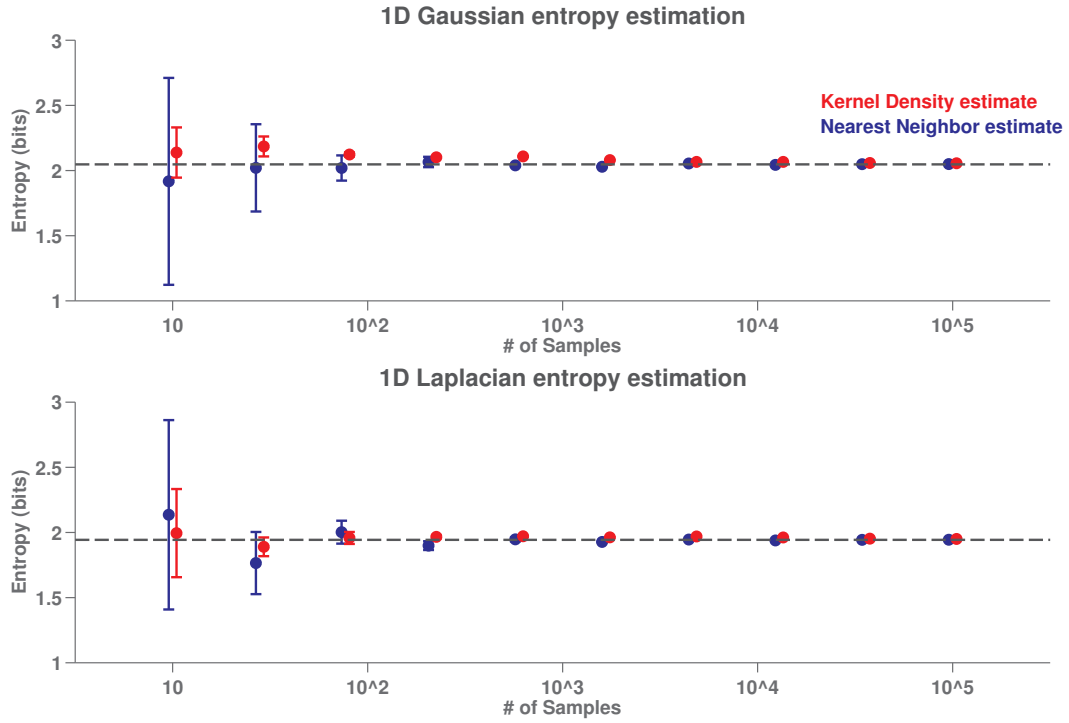 1D Gaussian entropy estimation
3
2.5
2
1.5
1
Entropy (bits)
Kernel Density estimate
Nearest Neighbor estimate
10
10^2
10^3
10^4
10^5
# of Samples
1D Laplacian entropy estimation
3
2.5
2
1.5
1
Entropy (bits)
10
10^2
10^3
10^4
10^5
# of Samples